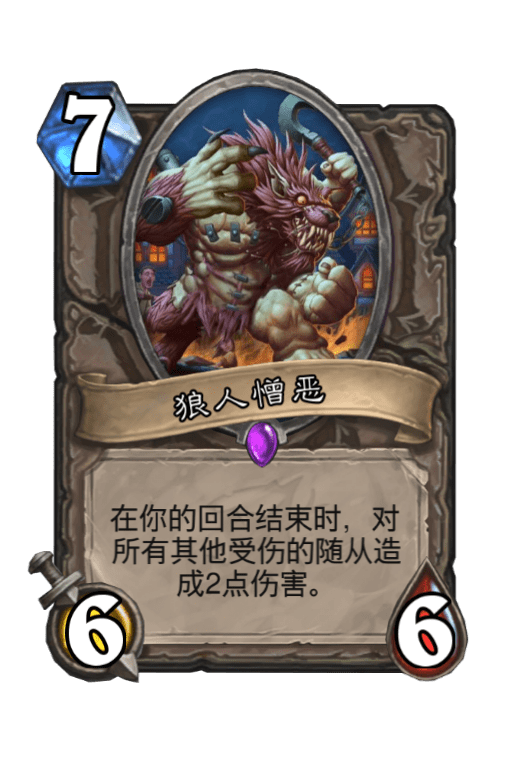 7
狼人憎恶
在你的回合结束时，对
所有其他受伤的随从造
成2点伤害。
6
6